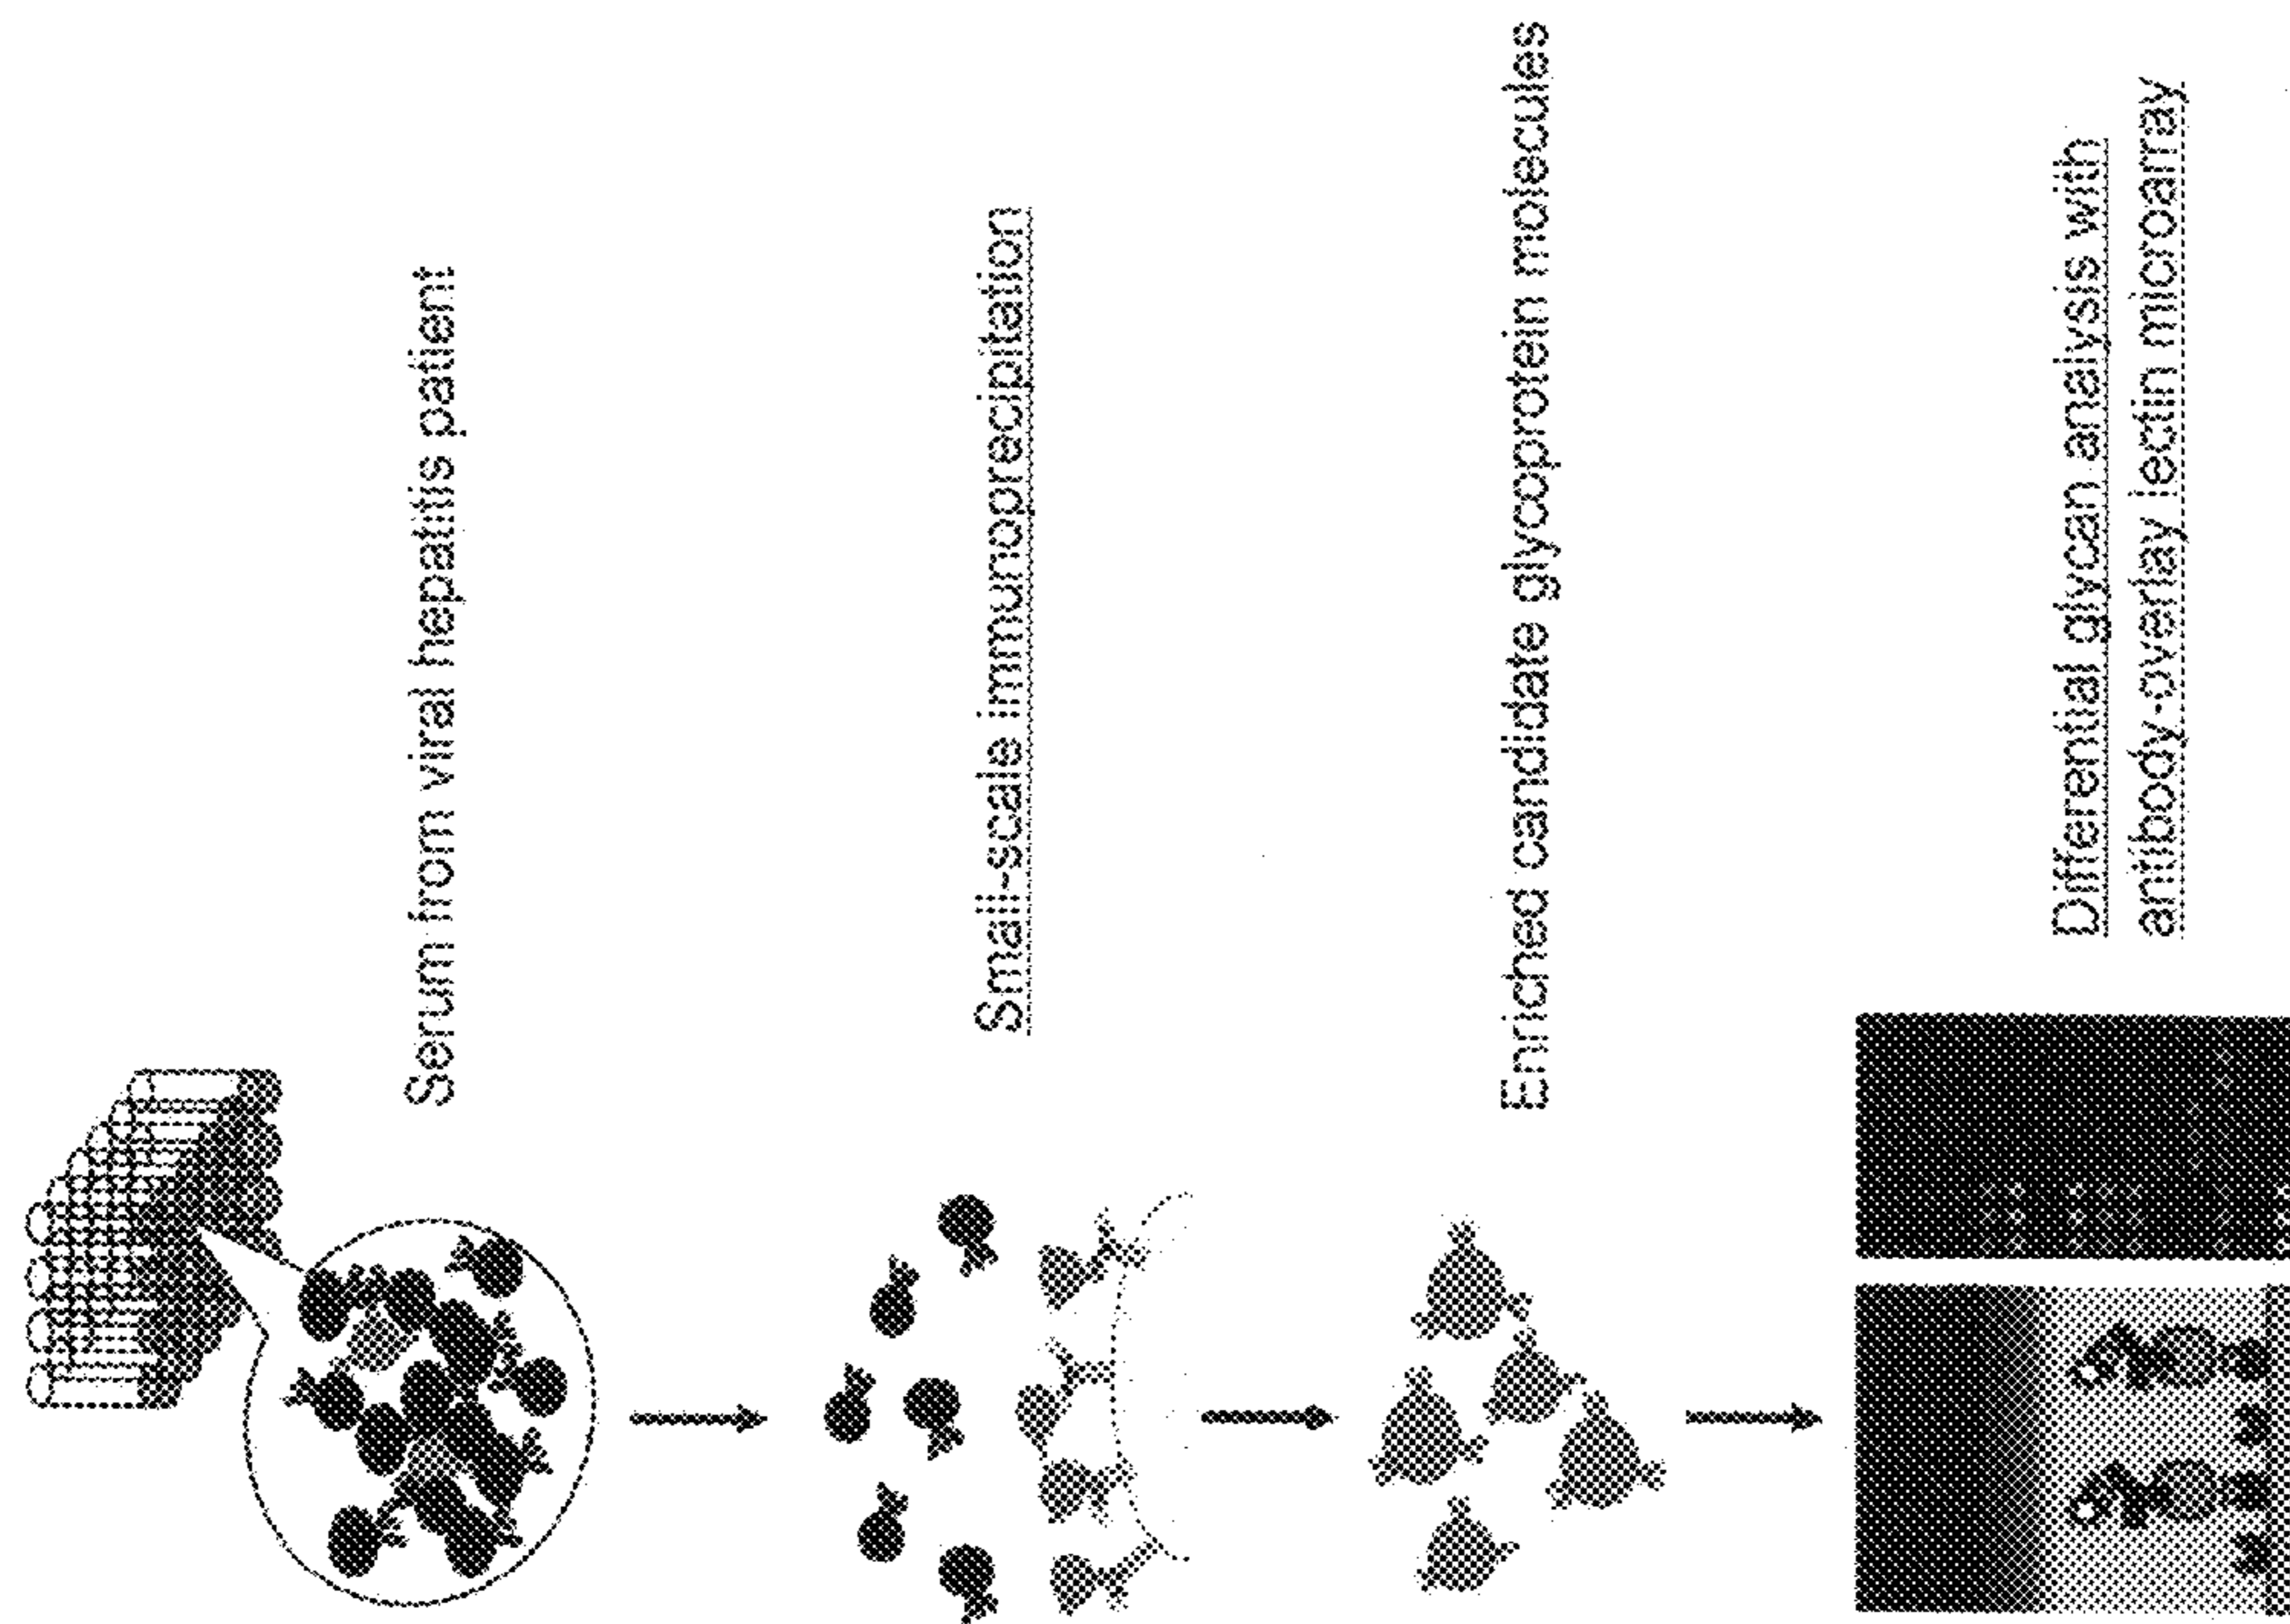 Serum from viral hepatitis patient
Small-scale immunoprecipitation
Enriched candidate glycoprotein molecules
Differential glycan analysis with
antibody-overlay lectin microarray